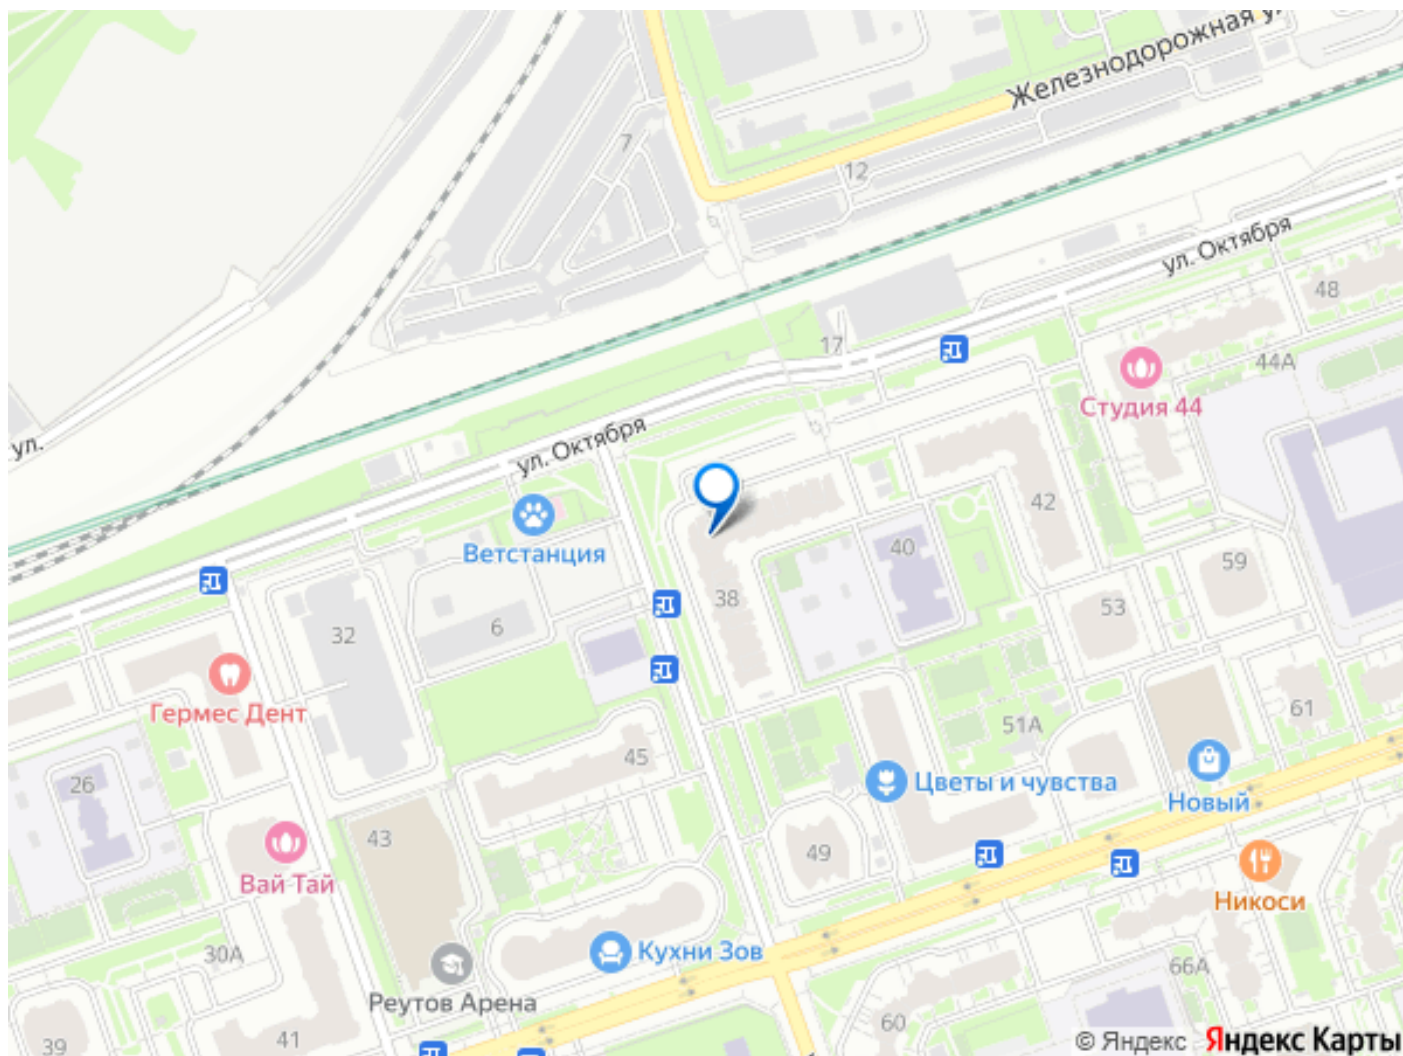 Железнодорожная у
7
12
ул. Октября
48
17
44А
Студия 44
ул.
ул. Октября
Ветстанция
42
40
59
38
53
6
32
Гермес Дент
61
51А
45
26
Цветы и чувства
Новый
43
49
Вай Тай
Никоси
30А
Кухни Зов
66А
Реутов Арена
60
41
39
© Яндекс Яндекс Карты